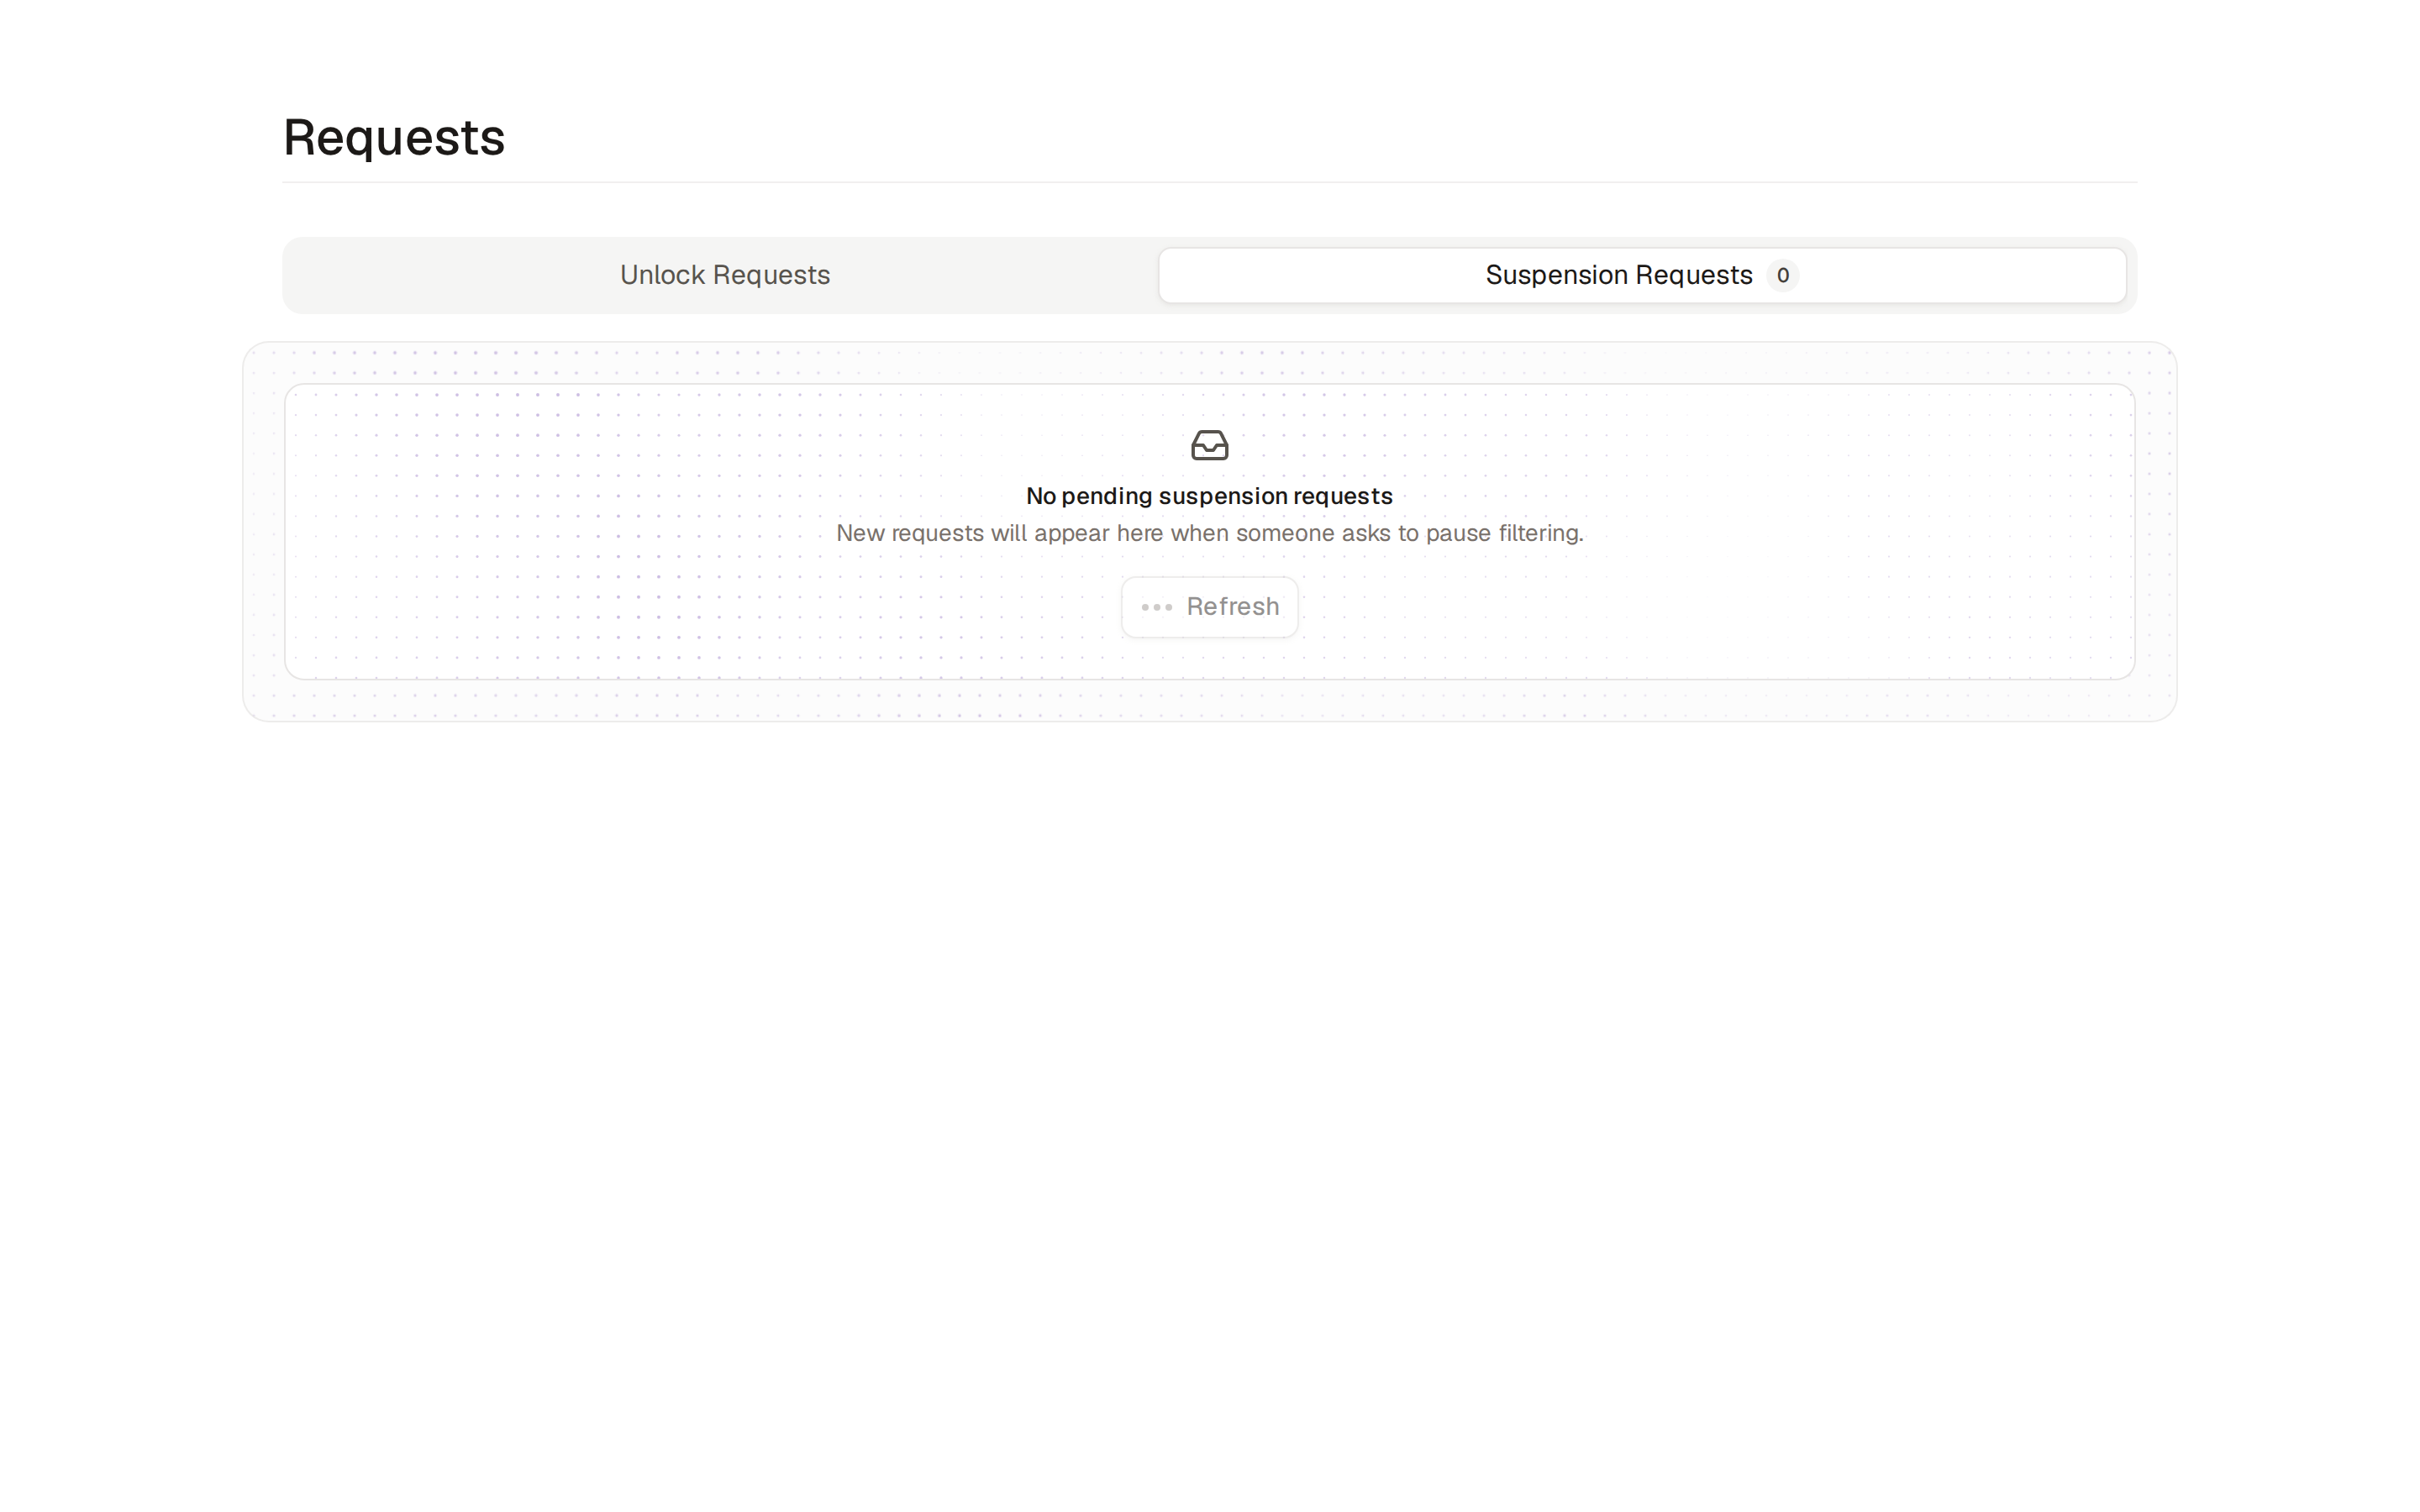 Requests
Unlock Requests
Suspension Requests 0
No pending suspension requests
New requests will appear here when someone asks to pause filtering.
Refresh